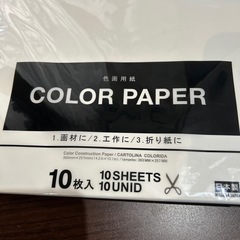 色画用紙
COLOR PAPER
1.画材に/2.工作に/3.折り紙に
Color Construction Paper / CARTOLINA COLORIDA
10枚入
10 SHEETS
10 UNID
日本製